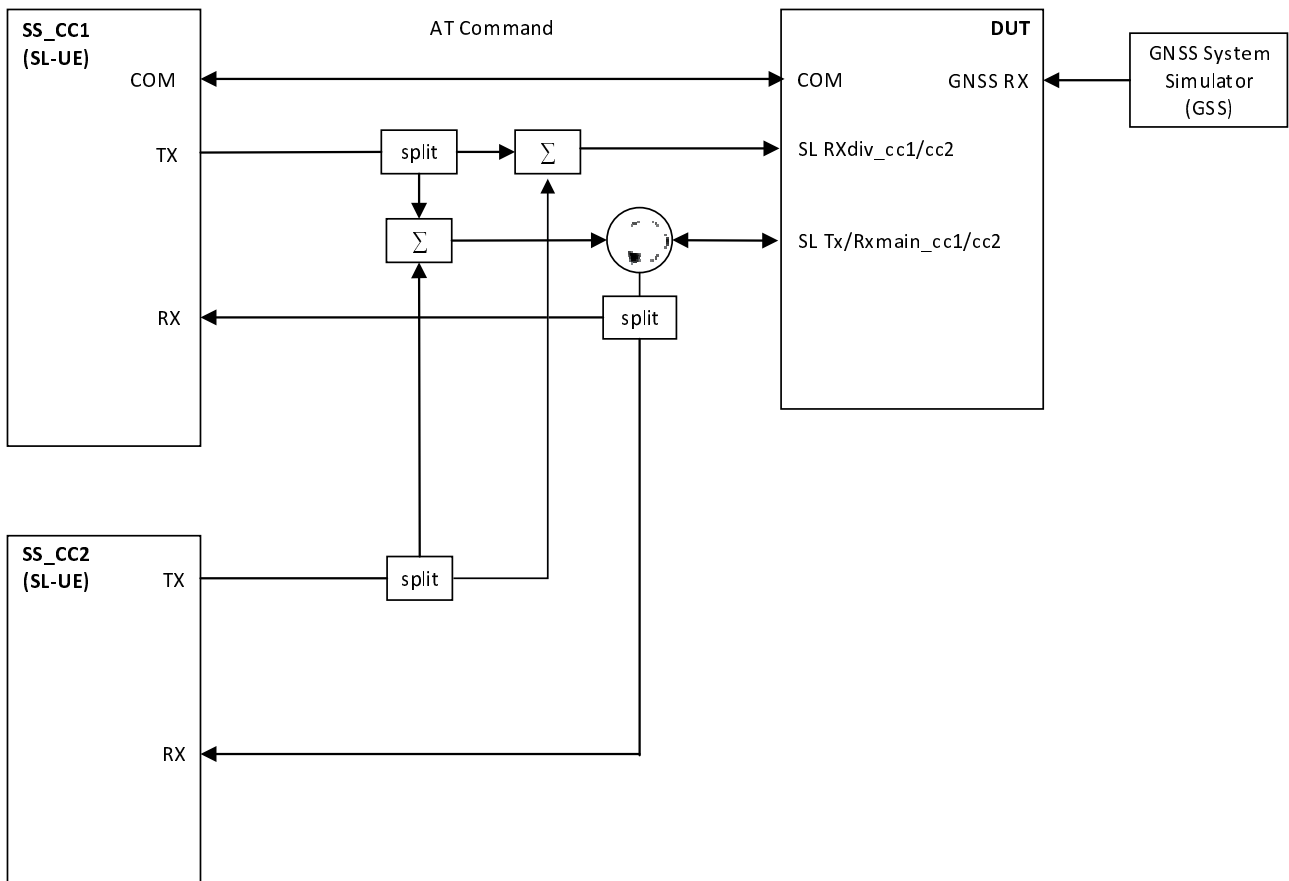 SS_CC1
(SL-UE)
AT Command
DUT
GNSS System
Simulator
(GSS)
COM
COM
GNSS RX
TX
split
∑
SL RXdiv_cc1/cc2
∑
SL Tx/Rxmain_cc1/cc2
RX
split
SS_CC2
(SL-UE)
TX
split
RX